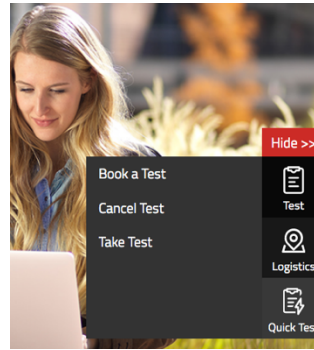 Hide >>
Book a Test
Cancel Test
Take Test
Test
Logistics
Quick Tes